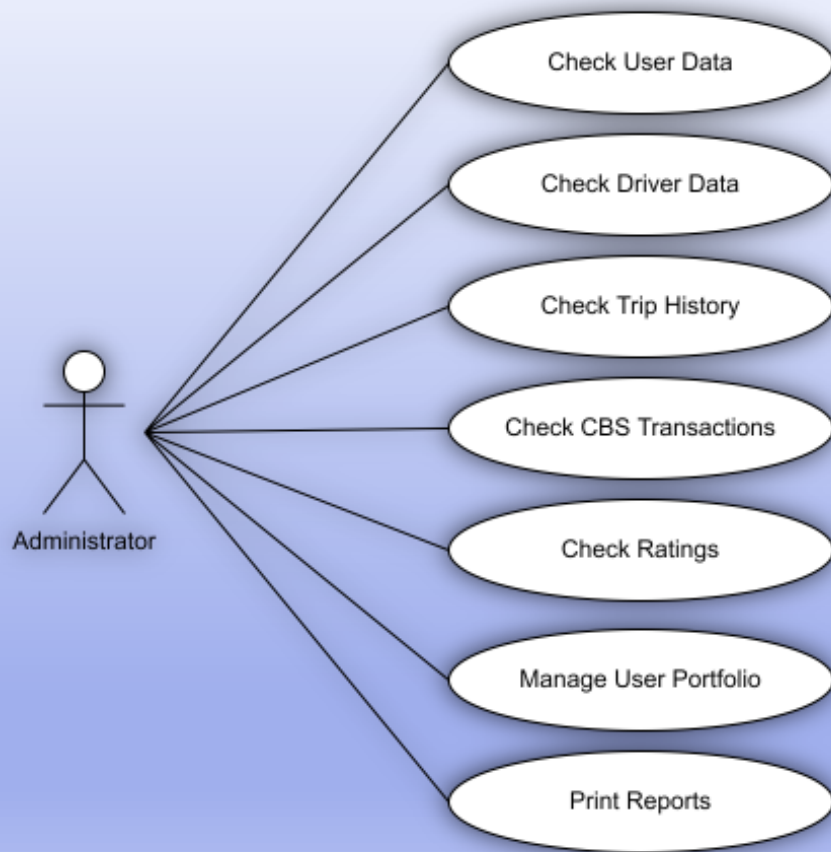 Check User Data
Check Driver Data
Check Trip History
Check CBS Transactions
Administrator
Check Ratings
Manage User Portfolio
Print Reports